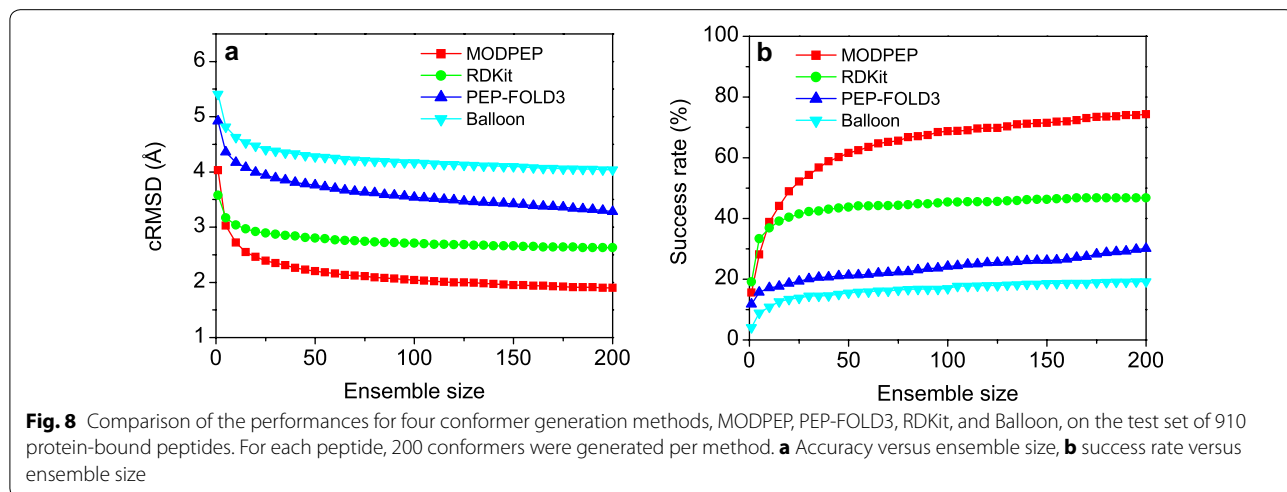 a
MODPEP
RDKit
PEP-FOLD3
Balloon
cRMSD (Å)
6
5
4
3
2
1
0 50 100 150 200
Ensemble size
b
MODPEP
RDKit
PEP-FOLD3
Balloon
Success rate (%)
100
80
60
40
20
0
0 50 100 150 200
Ensemble size
Fig. 8 Comparison of the performances for four conformer generation methods, MODPEP, PEP-FOLD3, RDKit, and Balloon, on the test set of 910
protein-bound peptides. For each peptide, 200 conformers were generated per method. a Accuracy versus ensemble size, b success rate versus
ensemble size